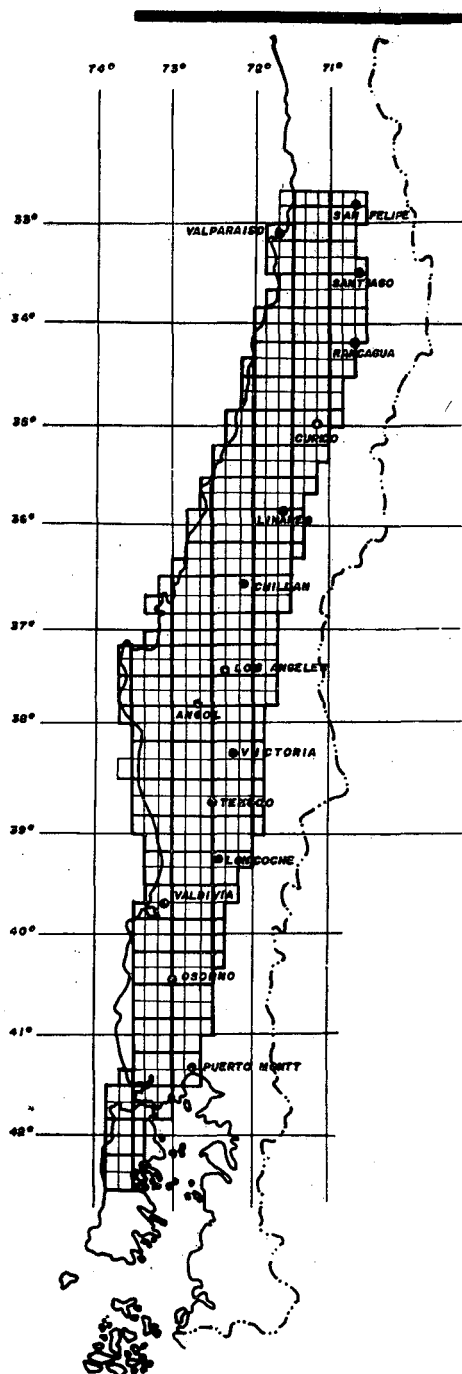 74° 73° 72° 71°
SAN FELIPE
33°
VALPARAISO
SANTIAGO
34°
RANCAGUA
35°
CURICO
LINARES
36°
CHILLAN
37°
LOS ANGELES
ANGOL
38°
VICTORIA
TEMUCO
39°
LONCOCHE
VALDIVIA
40°
OSORNO
41°
PUERTO MONTT
42°